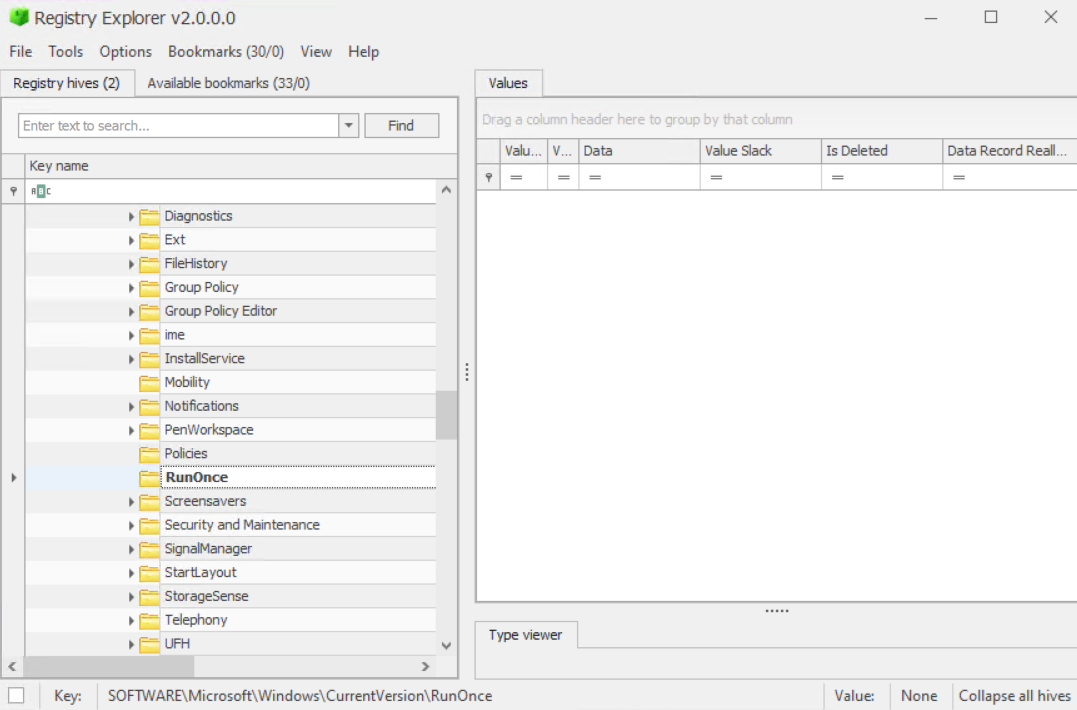 Registry Explorer v2.0.0.0
File Tools Options Bookmarks (30/0) View Help
Registry hives (2) Available bookmarks (33/0)
Enter text to search... Find
Key name
Diagnostics
Ext
FileHistory
Group Policy
Group Policy Editor
ime
InstallService
Mobility
Notifications
PenWorkspace
Policies
RunOnce
Screensavers
Security and Maintenance
SignalManager
StartLayout
StorageSense
Telephony
UFH
Values
Drag a column header here to group by that column
Valu... V... Data Value Slack Is Deleted Data Record Reall...
= = = = = =
Type viewer
Key: SOFTWARE\Microsoft\Windows\CurrentVersion\RunOnce Value: None Collapse all hives